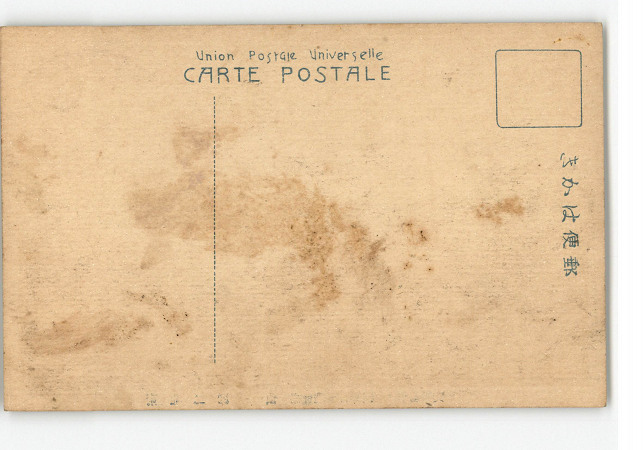 Union Postale Universelle
CARTE POSTALE
きかは便郵